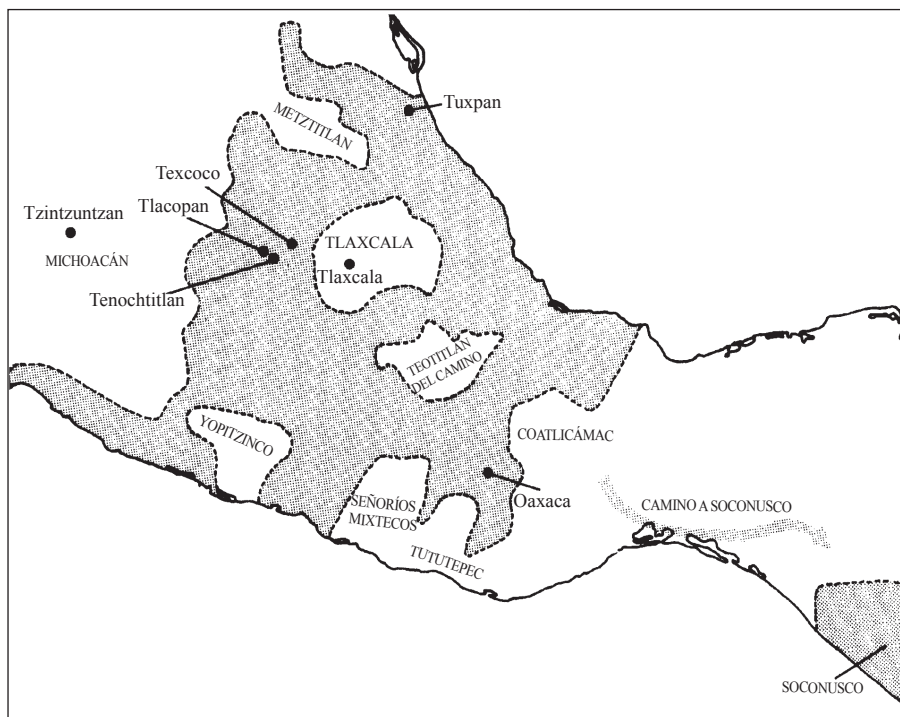 Tuxpan
METZTITLAN
Texcoco
Tlacopan
Tzintzuntzan
MICHOACÁN
TLAXCALA
Tlaxcala
Tenochtitlan
TEOTITLÁN
DEL CAMINO
YOPITZINCO
COATLICÁMAC
Oaxaca
SEÑORÍOS
MIXTECOS
CAMINO A SOCONUSCO
TUTUTEPEC
SOCONUSCO